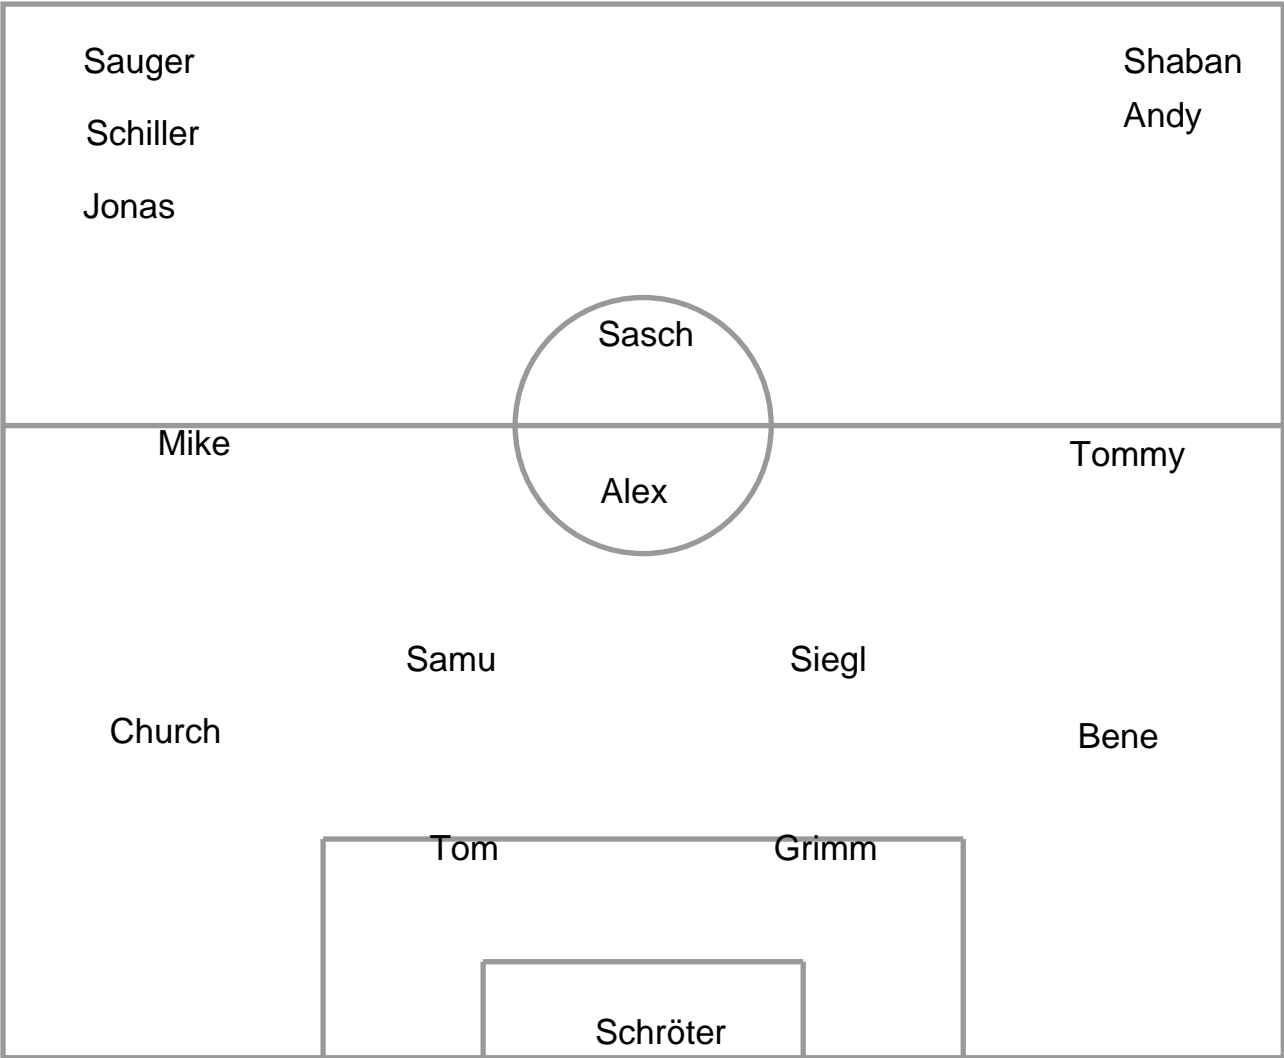 Sauger
Shaban
Schiller
Andy
Jonas
Sasch
Mike
Tommy
Alex
Samu
Siegl
Church
Bene
Tom
Grimm
Schröter